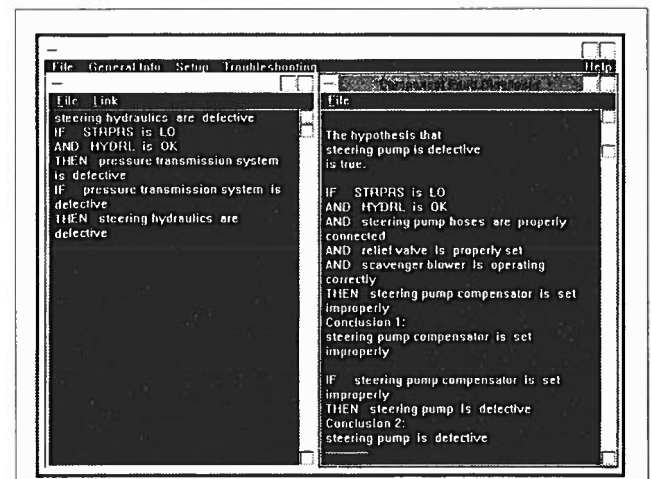 File General Info Setup Troubleshooting Help
File Link
steering hydraulics are defective
IF STRPRS is LO
AND HYDRL is OK
THEN pressure transmission system
is defective
IF pressure transmission system is
defective
THEN steering hydraulics are
defective
File
The hypothesis that
steering pump is defective
is true.
IF STRPRS is LO
AND HYDRL is OK
AND steering pump hoses are properly
connected
AND relief valve is properly set
AND scavenger blower is operating
correctly
THEN steering pump compensator is set
improperly
Conclusion 1:
steering pump compensator is set
improperly
IF steering pump compensator is set
improperly
THEN steering pump is defective
Conclusion 2:
steering pump is defective